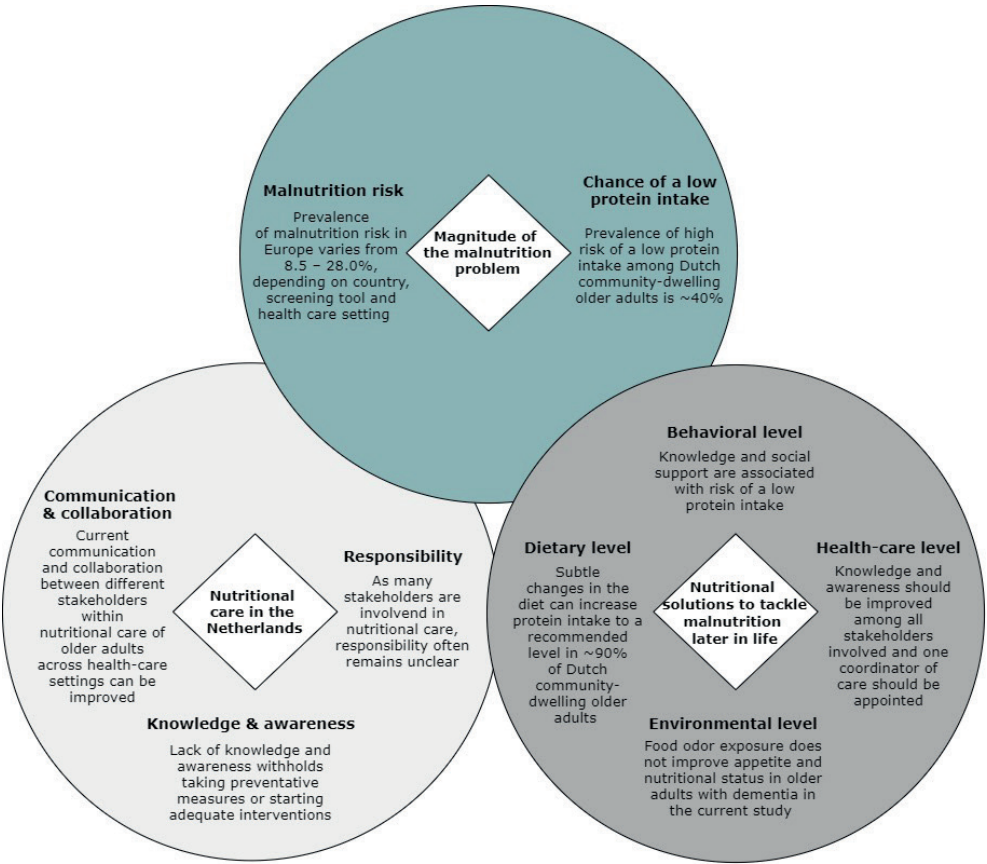 Malnutrition risk
Prevalence
of malnutrition risk in
Europe varies from
8.5 – 28.0%,
depending on country,
screening tool and
health care setting
Magnitude of
the malnutrition
problem
Chance of a low
protein intake
Prevalence of high
risk of a low protein
intake among Dutch
community-dwelling
older adults is ~40%
Communication
& collaboration
Current
communication
and collaboration
between different
stakeholders
within
nutritional care of
older adults
across health-care
settings can be
improved
Nutritional
care in the
Netherlands
Responsibility
As many
stakeholders are
involvend in
nutritional care,
responsibility often
remains unclear
Knowledge & awareness
Lack of knowledge and
awareness withholds
taking preventative
measures or starting
adequate interventions
Behavioral level
Knowledge and social
support are associated
with risk of a low
protein intake
Dietary level
Subtle
changes in the
diet can increase
protein intake to a
recommended
level in ~90%
of Dutch
community-
dwelling older
adults
Nutritional
solutions to tackle
malnutrition
later in life
Health-care level
Knowledge and
awareness should
be improved
among all
stakeholders
involved and one
coordinator of
care should be
appointed
Environmental level
Food odor exposure does
not improve appetite and
nutritional status in older
adults with dementia in
the current study